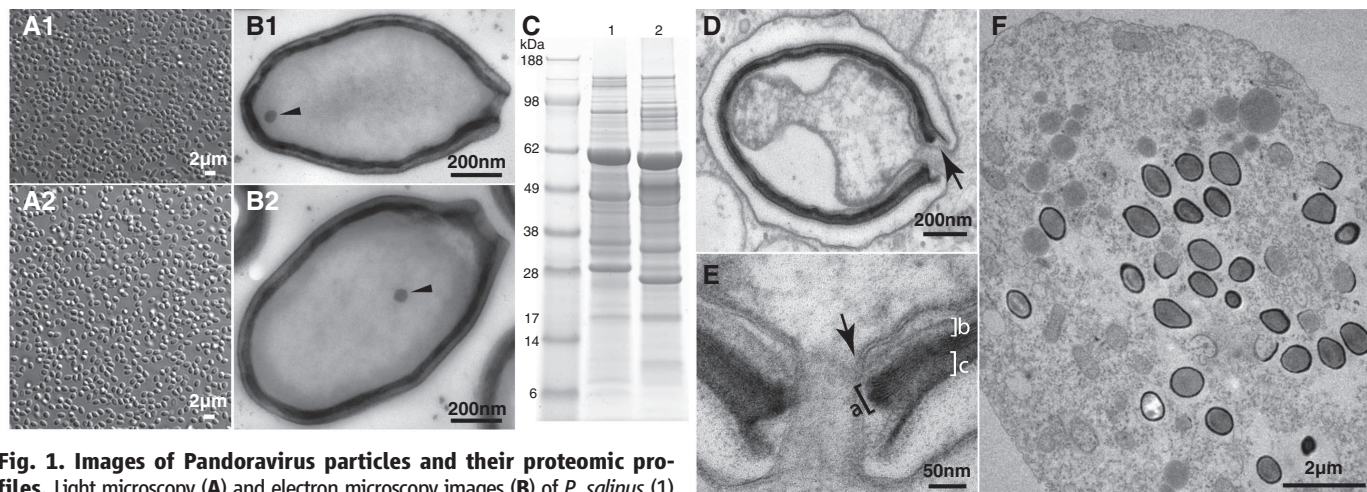 A1
2µm
A2
2µm
B1
200nm
B2
200nm
C
1 2
kDa
188
98
62
49
38
28
17
14
6
D
200nm
E
b
c
a
50nm
F
2µm
Fig. 1. Images of Pandoravirus particles and their proteomic pro-
files. Light microscopy (A) and electron microscopy images (B) of P. salinus (1)